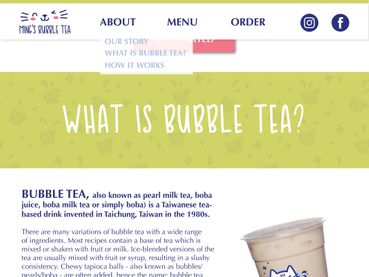 MING'S BUBBLE TEA
ABOUT MENU ORDER
OUR STORY
WHAT IS BUBBLE TEA?
HOW IT WORKS
WHAT IS BUBBLE TEA?
BUBBLE TEA, also known as pearl milk tea, boba
juice, boba milk tea or simply boba) is a Taiwanese tea-
based drink invented in Taichung, Taiwan in the 1980s.
There are many variations of bubble tea with a wide range
of ingredients. Most recipes contain a base of tea which is
mixed or shaken with fruit or milk. Ice-blended versions of the
tea are usually mixed with fruit or syrup, resulting in a slushy
consistency. Chewy tapioca balls - also known as bubbles/
pearls/boba - are often added, hence the name: bubble tea